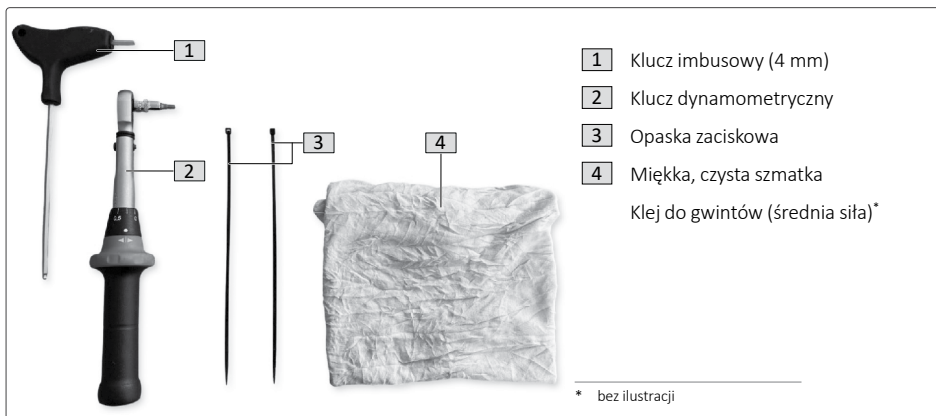 1
2
3
4
1 Klucz imbusowy (4 mm)
2 Klucz dynamometryczny
3 Opaska zaciskowa
4 Miękka, czysta szmatka
Klej do gwintów (średnia siła)*
* bez ilustracji